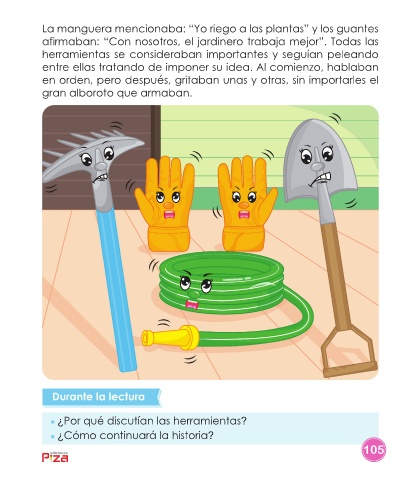 La manguera mencionaba: “Yo riego a las plantas” y los guantes
afirmaban: “Con nosotros, el jardinero trabaja mejor”. Todas las
herramientas se consideraban importantes y seguían peleando
entre ellas tratando de imponer su idea. Al comienzo, hablaban
en orden, pero después, gritaban unas y otras, sin importarles el
gran alboroto que armaban.
Durante la lectura
¿Por qué discutían las herramientas?
¿Cómo continuará la historia?
P'ZA
105